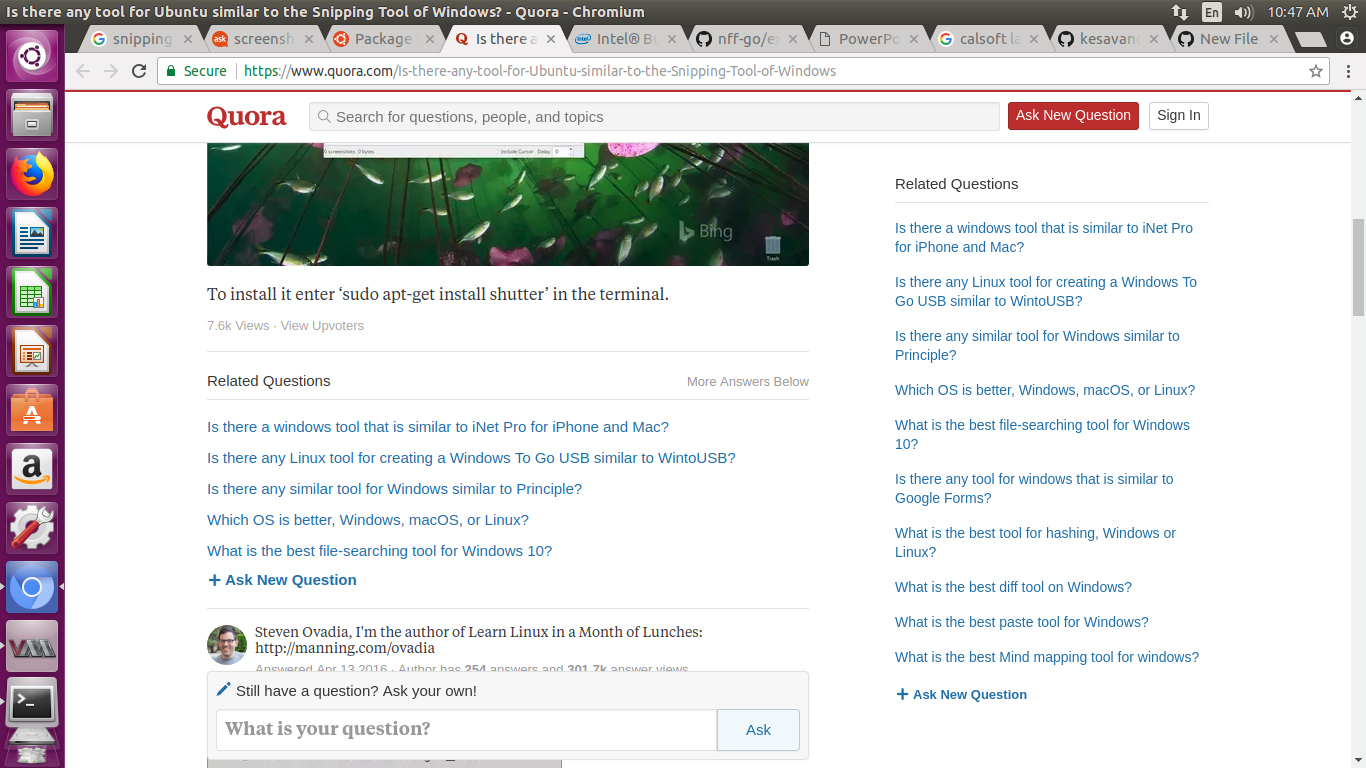 Is there any tool for Ubuntu similar to the Snipping Tool of Windows? - Quora - Chromium
En
10:47 AM
snipping
screensh
Package
Is there a
Intel® Bu
nff-go/ex
PowerPo
calsoft la
kesavan
New File
Secure
https://www.quora.com/Is-there-any-tool-for-Ubuntu-similar-to-the-Snipping-Tool-of-Windows
Quora
Search for questions, people, and topics
Ask New Question
Sign In
0 screenshots 0 bytes
Include Cursor Delay: 0
Bing
Trash
To install it enter ‘sudo apt-get install shutter’ in the terminal.
7.6k Views · View Upvoters
Related Questions
More Answers Below
Is there a windows tool that is similar to iNet Pro for iPhone and Mac?
Is there any Linux tool for creating a Windows To Go USB similar to WintoUSB?
Is there any similar tool for Windows similar to Principle?
Which OS is better, Windows, macOS, or Linux?
What is the best file-searching tool for Windows 10?
Ask New Question
Steven Ovadia, I'm the author of Learn Linux in a Month of Lunches:
http://manning.com/ovadia
Answered Apr 13 2016 · Author has 254 answers and 301.7k answer views
Still have a question? Ask your own!
What is your question?
Ask
Related Questions
Is there a windows tool that is similar to iNet Pro
for iPhone and Mac?
Is there any Linux tool for creating a Windows To
Go USB similar to WintoUSB?
Is there any similar tool for Windows similar to
Principle?
Which OS is better, Windows, macOS, or Linux?
What is the best file-searching tool for Windows
10?
Is there any tool for windows that is similar to
Google Forms?
What is the best tool for hashing, Windows or
Linux?
What is the best diff tool on Windows?
What is the best paste tool for Windows?
What is the best Mind mapping tool for windows?
Ask New Question